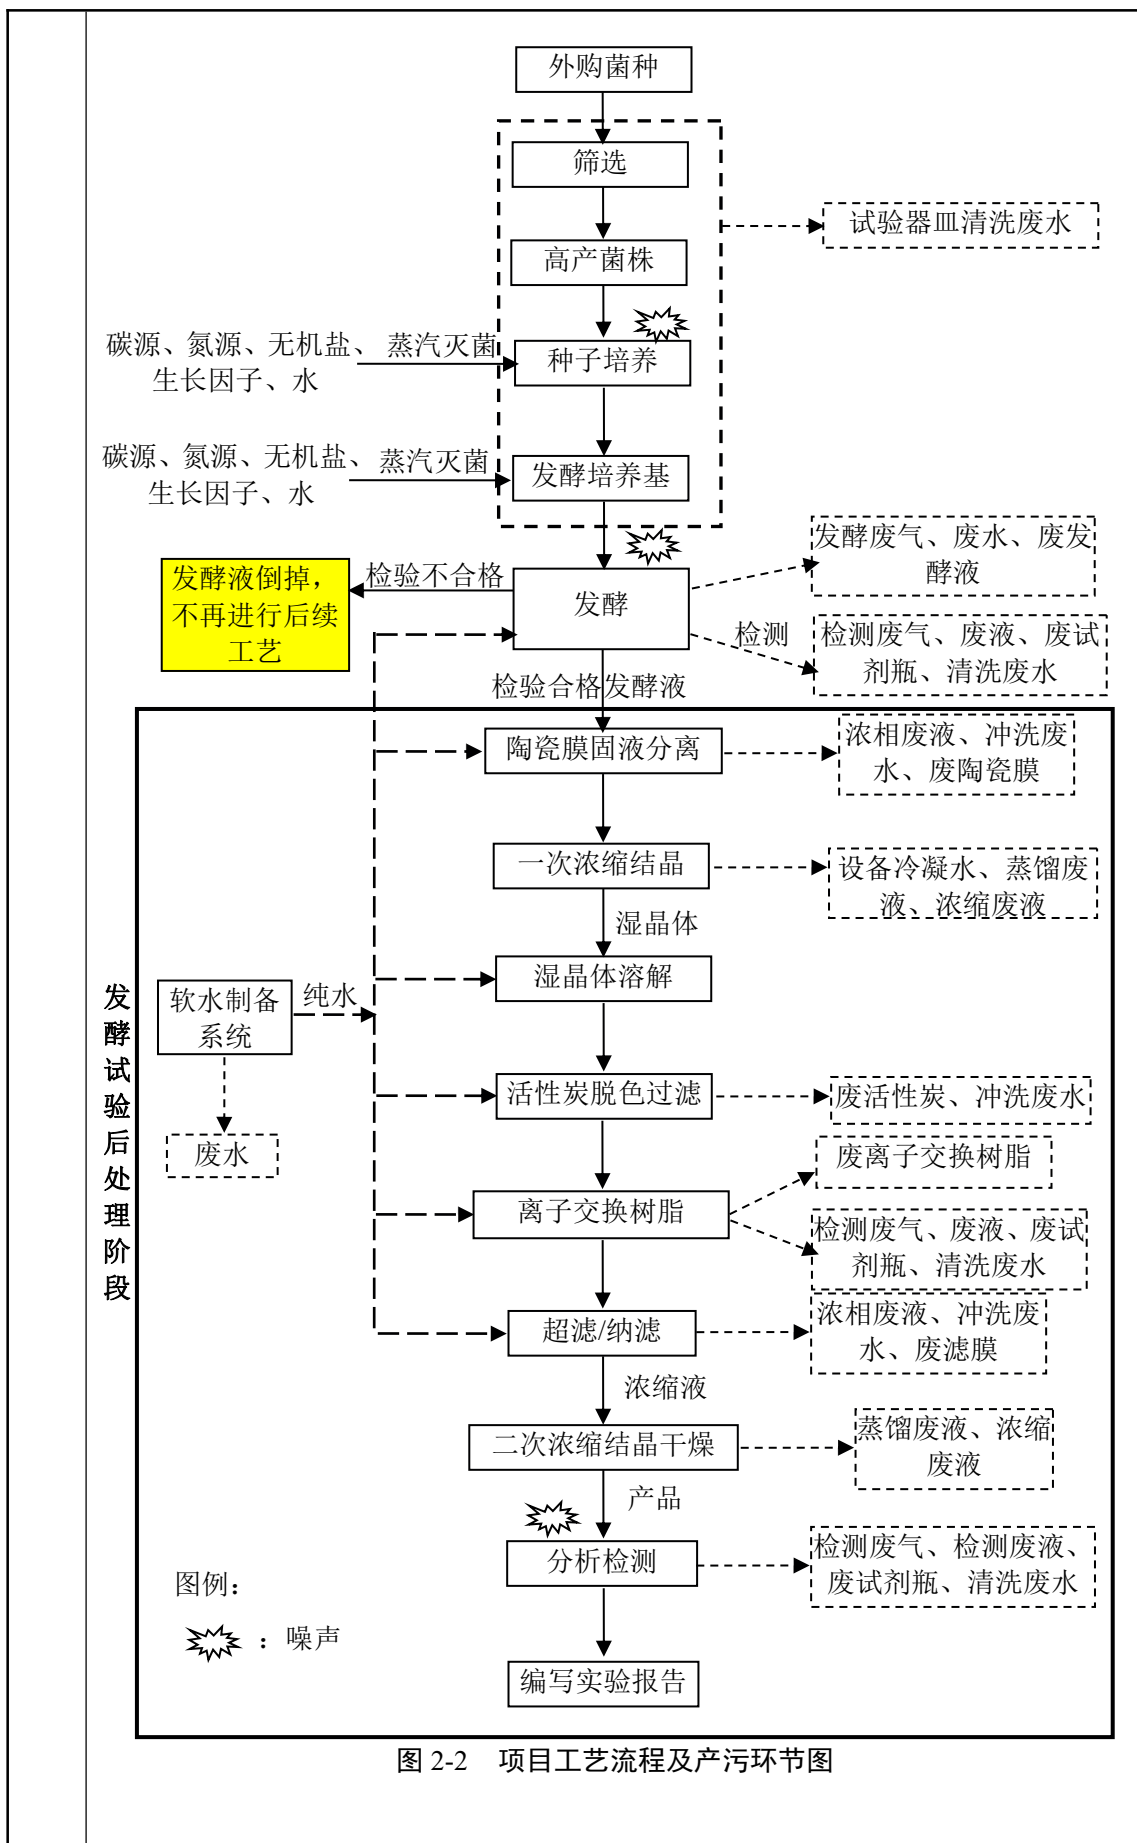 外购菌种
筛选
试验器皿清洗废水
高产菌株
碳源、氮源、无机盐、
生长因子、水
蒸汽灭菌
种子培养
碳源、氮源、无机盐、
生长因子、水
蒸汽灭菌
发酵培养基
发酵废气、废水、废发
酵液
发酵液倒掉，
不再进行后续
工艺
检验不合格
发酵
检测
检测废气、废液、废试
剂瓶、清洗废水
检验合格发酵液
陶瓷膜固液分离
浓相废液、冲洗废
水、废陶瓷膜
一次浓缩结晶
设备冷凝水、蒸馏废
液、浓缩废液
湿晶体
湿晶体溶解
发酵试验后处理阶段
软水制备
系统
纯水
废水
活性炭脱色过滤
废活性炭、冲洗废水
废离子交换树脂
离子交换树脂
检测废气、废液、废试
剂瓶、清洗废水
超滤/纳滤
浓相废液、冲洗废
水、废滤膜
浓缩液
二次浓缩结晶干燥
蒸馏废液、浓缩
废液
产品
分析检测
检测废气、检测废液、
废试剂瓶、清洗废水
图例：
：噪声
编写实验报告
图 2-2 项目工艺流程及产污环节图